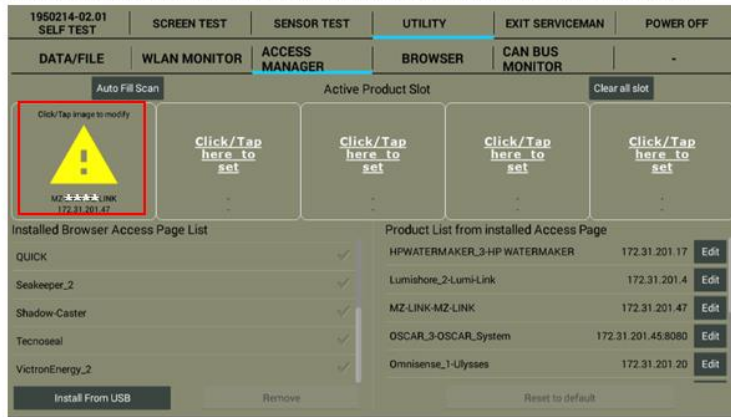 1950214-02.01
SELF TEST
SCREEN TEST
SENSOR TEST
UTILITY
EXIT SERVICEMAN
POWER OFF
DATA/FILE
WLAN MONITOR
ACCESS
MANAGER
BROWSER
CAN BUS
MONITOR
-
Auto Fill Scan
Active Product Slot
Clear all slot
Click/Tap image to modify
MZ-****-LINK
172.31.201.47
Click/Tap
here to
set
-
-
Click/Tap
here to
set
-
-
Click/Tap
here to
set
-
-
Click/Tap
here to
set
-
-
Installed Browser Access Page List
QUICK
Seakeeper_2
Shadow-Caster
Tecnoseal
VictronEnergy_2
Install From USB
Remove
Product List from installed Access Page
HPWATERMAKER_3-HP WATERMAKER 172.31.201.17 Edit
Lumishore_2-Lumi-Link 172.31.201.4 Edit
MZ-LINK-MZ-LINK 172.31.201.47 Edit
OSCAR_3-OSCAR_System 172.31.201.45:8080 Edit
Omnisense_1-Ulysses 172.31.201.20 Edit
Reset to default